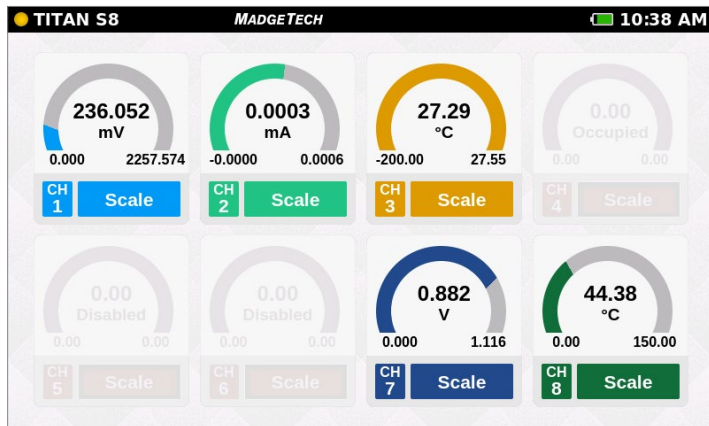 TITAN S8 MADGETECH 10:38 AM
236.052 0.0003 27.29 0.00
mV mA °C Occupied
0.000 2257.574 -0.0000 0.0006 -200.00 27.55 0.00 0.00
CH 1 Scale CH 2 Scale CH 3 Scale CH 4 Scale
0.00 0.00 0.882 44.38
Disabled Disabled V °C
0.00 0.00 0.00 0.00 0.000 1.116 0.00 150.00
CH 5 Scale CH 6 Scale CH 7 Scale CH 8 Scale